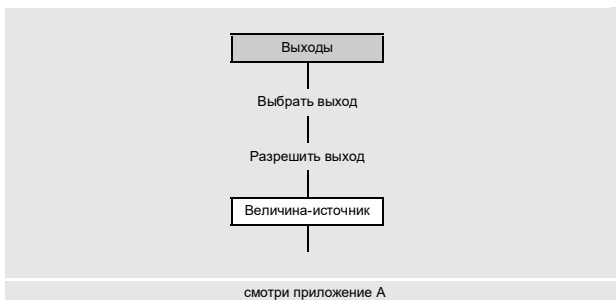 Выходы
Выбрать выход
Разрешить выход
Величина-источник
смотри приложение А